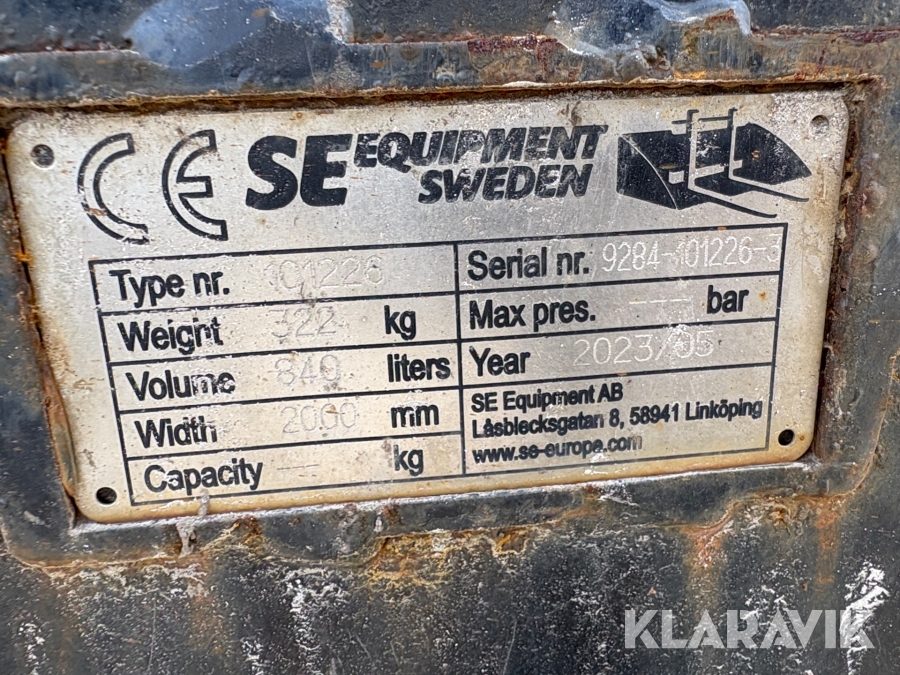 CE SE EQUIPMENT SWEDEN
Type nr. 101226
Serial nr. 9284-101226-3
Weight 322 kg
Max pres. --- bar
Volume 840 liters
Year 2023/05
Width 2000 mm
Capacity — kg
SE Equipment AB
Låsblecksgatan 8, 58941 Linköping
www.se-europe.com
KLARAVIK